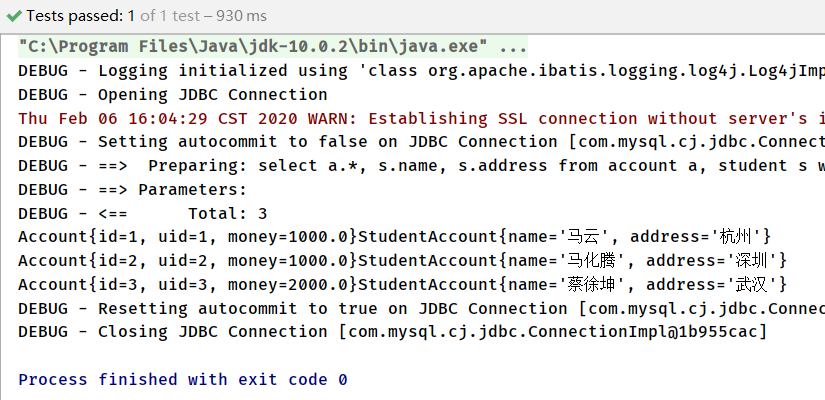 Tests passed: 1 of 1 test – 930 ms
"C:\Program Files\Java\jdk-10.0.2\bin\java.exe" ...
DEBUG - Logging initialized using 'class org.apache.ibatis.logging.log4j.Log4jImp
DEBUG - Opening JDBC Connection
Thu Feb 06 16:04:29 CST 2020 WARN: Establishing SSL connection without server's i
DEBUG - Setting autocommit to false on JDBC Connection [com.mysql.cj.jdbc.Connect
DEBUG - ==>  Preparing: select a.*, s.name, s.address from account a, student s w
DEBUG - ==> Parameters:
DEBUG - <==      Total: 3
Account{id=1, uid=1, money=1000.0}StudentAccount{name='马云', address='杭州'}
Account{id=2, uid=2, money=1000.0}StudentAccount{name='马化腾', address='深圳'}
Account{id=3, uid=3, money=2000.0}StudentAccount{name='蔡徐坤', address='武汉'}
DEBUG - Resetting autocommit to true on JDBC Connection [com.mysql.cj.jdbc.Connec
DEBUG - Closing JDBC Connection [com.mysql.cj.jdbc.ConnectionImpl@1b955cac]
Process finished with exit code 0